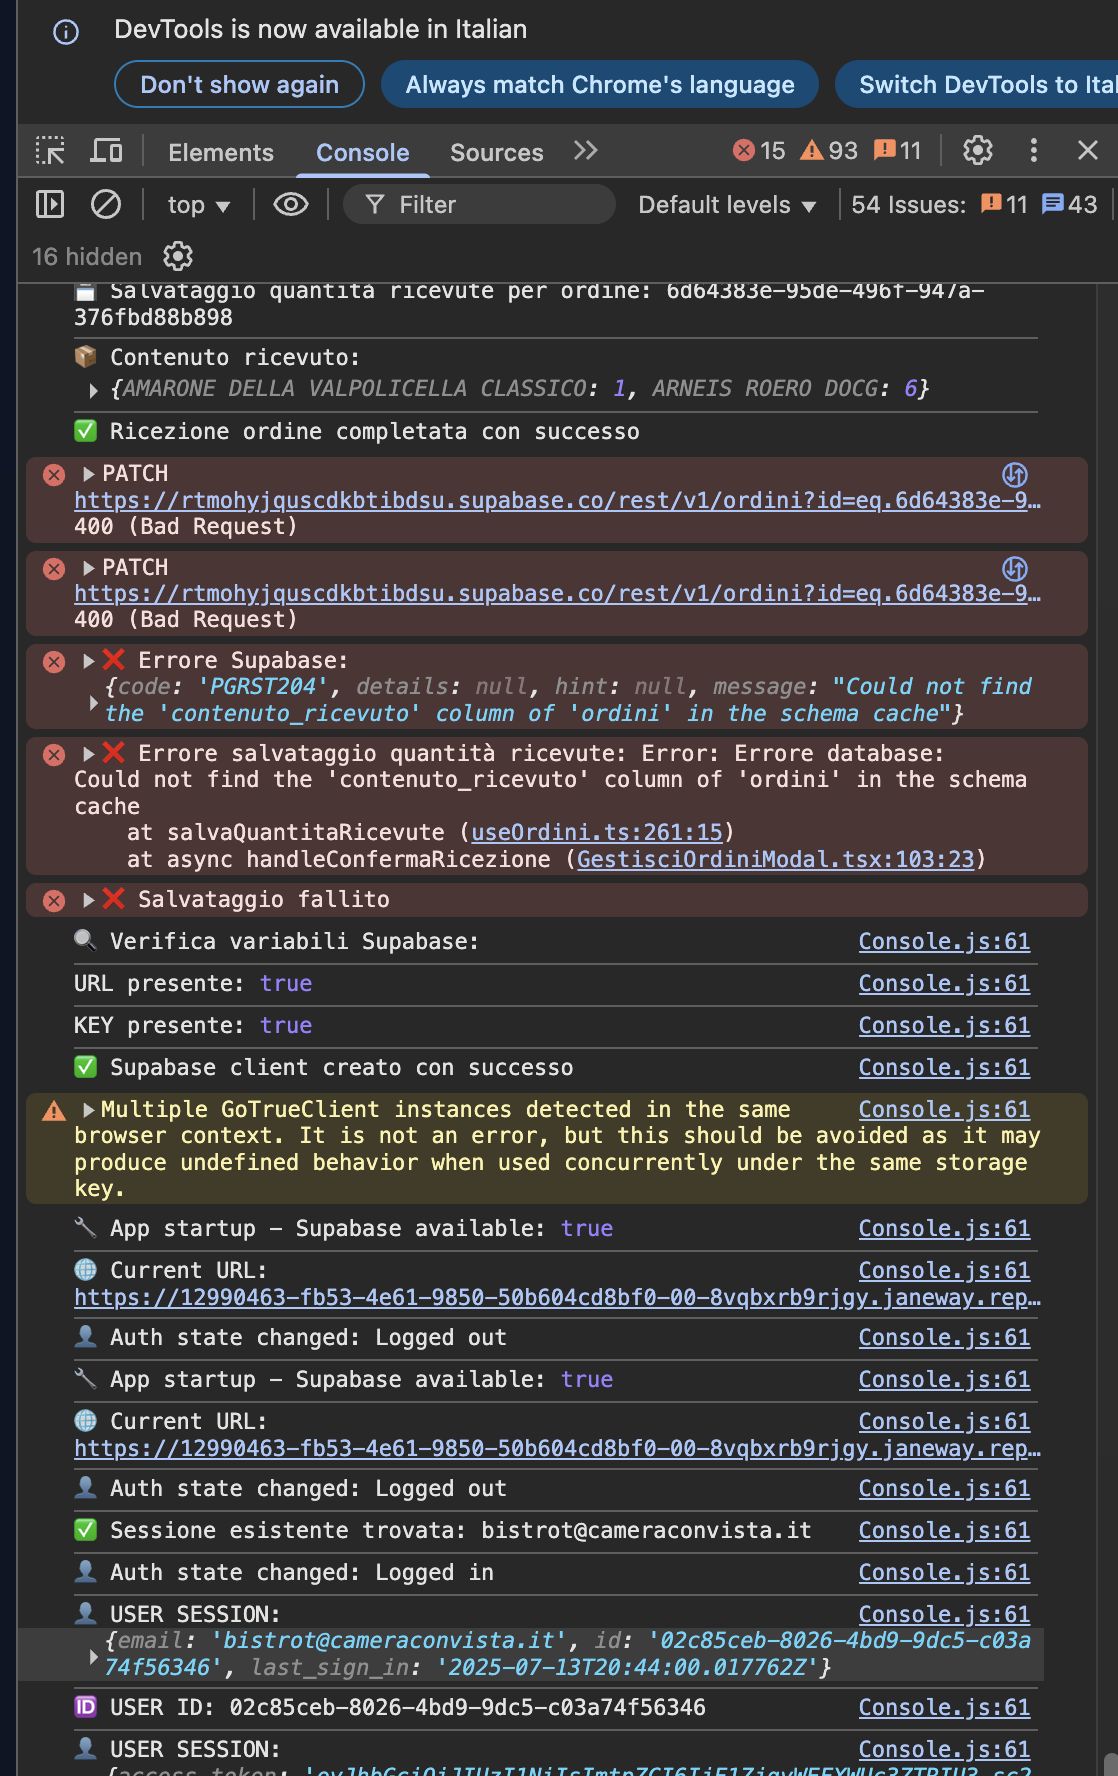 DevTools is now available in Italian
Don't show again
Always match Chrome's language
Switch DevTools to Ital
Elements
Console
Sources
15
93
11
top
Filter
Default levels
54 Issues:
11
43
16 hidden
Salvataggio quantità ricevute per ordine: 6d64383e-95de-496f-947a-
376fbd88b898
Contenuto ricevuto:
{AMARONE DELLA VALPOLICELLA CLASSICO: 1, ARNEIS ROERO DOCG: 6}
Ricezione ordine completata con successo
PATCH
https://rtmohyjquscdkbtibdsu.supabase.co/rest/v1/ordini?id=eq.6d64383e-9…
400 (Bad Request)
PATCH
https://rtmohyjquscdkbtibdsu.supabase.co/rest/v1/ordini?id=eq.6d64383e-9…
400 (Bad Request)
Errore Supabase:
{code: 'PGRST204', details: null, hint: null, message: "Could not find
the 'contenuto_ricevuto' column of 'ordini' in the schema cache"}
Errore salvataggio quantità ricevute: Error: Errore database:
Could not find the 'contenuto_ricevuto' column of 'ordini' in the schema
cache
at salvaQuantitaRicevute (useOrdini.ts:261:15)
at async handleConfermaRicezione (GestisciOrdiniModal.tsx:103:23)
Salvataggio fallito
Verifica variabili Supabase: Console.js:61
URL presente: true Console.js:61
KEY presente: true Console.js:61
Supabase client creato con successo Console.js:61
Multiple GoTrueClient instances detected in the same Console.js:61
browser context. It is not an error, but this should be avoided as it may
produce undefined behavior when used concurrently under the same storage
key.
App startup - Supabase available: true Console.js:61
Current URL: Console.js:61
https://12990463-fb53-4e61-9850-50b604cd8bf0-00-8vqbxrb9rjgy.janeway.rep…
Auth state changed: Logged out Console.js:61
App startup - Supabase available: true Console.js:61
Current URL: Console.js:61
https://12990463-fb53-4e61-9850-50b604cd8bf0-00-8vqbxrb9rjgy.janeway.rep…
Auth state changed: Logged out Console.js:61
Sessione esistente trovata: bistrot@cameraconvista.it Console.js:61
Auth state changed: Logged in Console.js:61
USER SESSION: Console.js:61
{email: 'bistrot@cameraconvista.it', id: '02c85ceb-8026-4bd9-9dc5-c03a
74f56346', last_sign_in: '2025-07-13T20:44:00.017762Z'}
ID USER ID: 02c85ceb-8026-4bd9-9dc5-c03a74f56346 Console.js:61
USER SESSION: Console.js:61